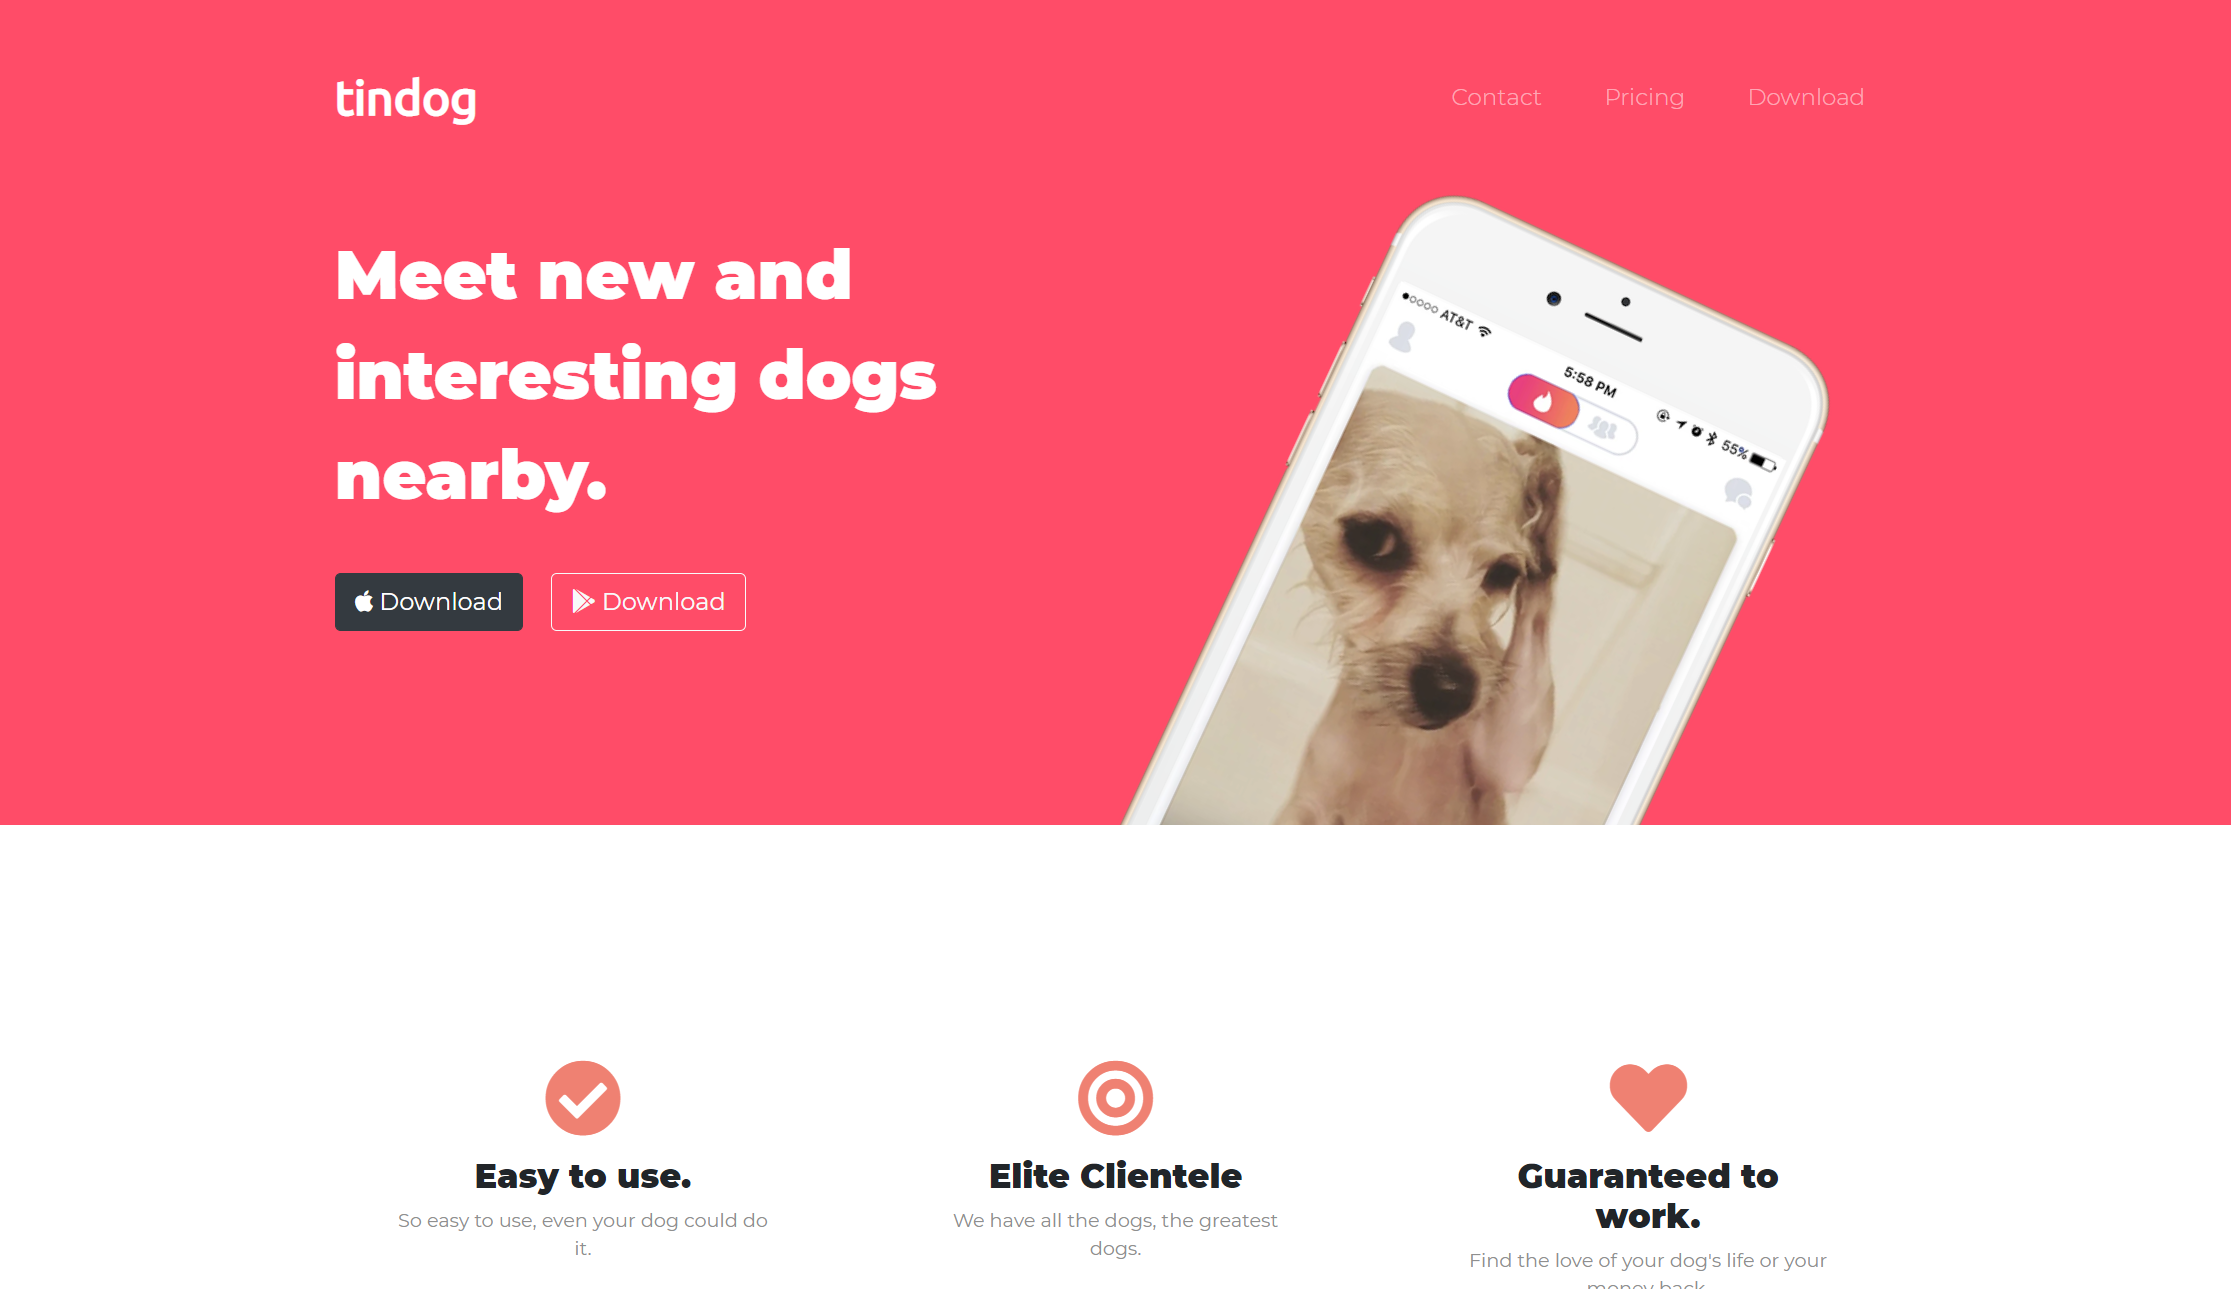 tindog
Contact Pricing Download
Meet new and
interesting dogs
nearby.
Download Download
AT&T
5:58 PM
55%
Easy to use.
So easy to use, even your dog could do
it.
Elite Clientele
We have all the dogs, the greatest
dogs.
Guaranteed to
work.
Find the love of your dog's life or your
money back.